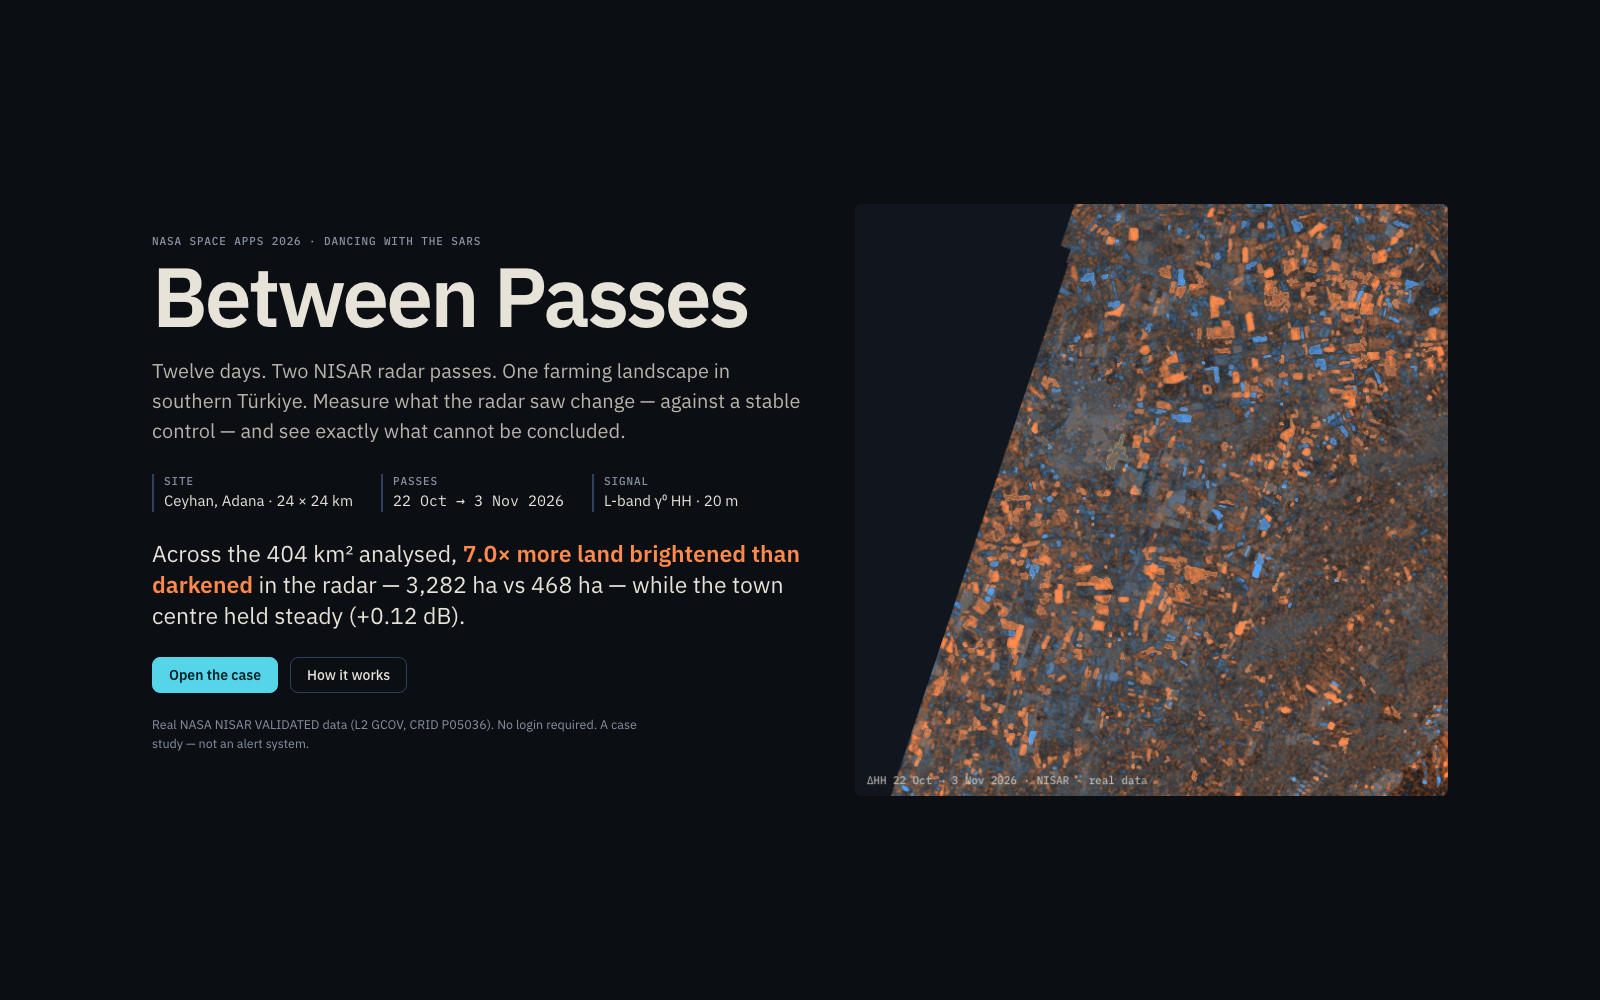 NASA SPACE APPS 2026 · DANCING WITH THE SARS
Between Passes
Twelve days. Two NISAR radar passes. One farming landscape in
southern Türkiye. Measure what the radar saw change — against a stable
control — and see exactly what cannot be concluded.
SITE
Ceyhan, Adana · 24 × 24 km
PASSES
22 Oct → 3 Nov 2026
SIGNAL
L-band γ⁰ HH · 20 m
Across the 404 km² analysed, 7.0× more land brightened than
darkened in the radar — 3,282 ha vs 468 ha — while the town
centre held steady (+0.12 dB).
Open the case
How it works
Real NASA NISAR VALIDATED data (L2 GCOV, CRID P05036). No login required. A case
study — not an alert system.
ΔHH 22 Oct → 3 Nov 2026 · NISAR · real data